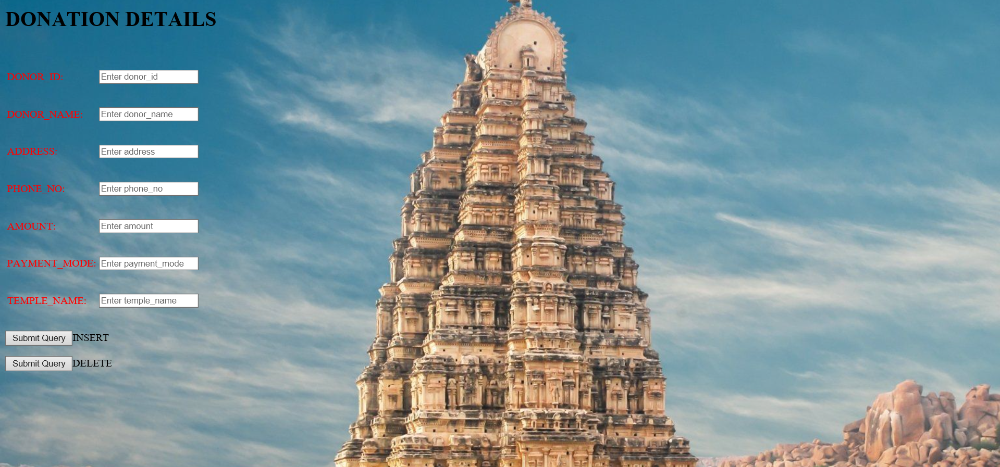 DONATION DETAILS
DONOR_ID: Enter donor_id
DONOR_NAME: Enter donor_name
ADDRESS: Enter address
PHONE_NO: Enter phone_no
AMOUNT: Enter amount
PAYMENT_MODE: Enter payment_mode
TEMPLE_NAME: Enter temple_name
Submit Query INSERT
Submit Query DELETE